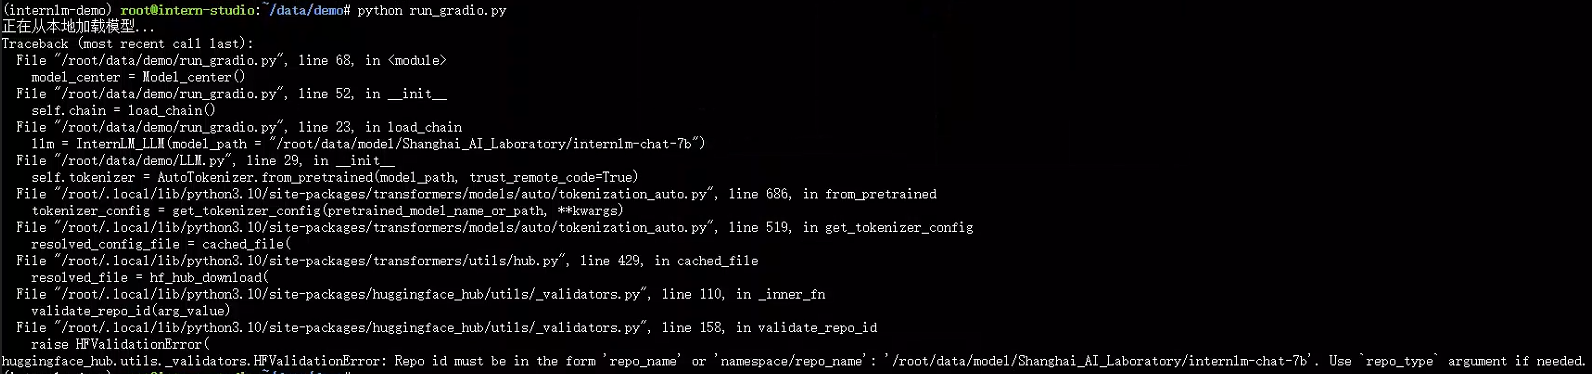 (internlm-demo) root@intern-studio:~/data/demo# python run_gradio.py
正在从本地加载模型...
Traceback (most recent call last):
  File "/root/data/demo/run_gradio.py", line 68, in <module>
    model_center = Model_center()
  File "/root/data/demo/run_gradio.py", line 52, in __init__
    self.chain = load_chain()
  File "/root/data/demo/run_gradio.py", line 23, in load_chain
    llm = InternLM_LLM(model_path = "/root/data/model/Shanghai_AI_Laboratory/internlm-chat-7b")
  File "/root/data/demo/LLM.py", line 29, in __init__
    self.tokenizer = AutoTokenizer.from_pretrained(model_path, trust_remote_code=True)
  File "/root/.local/lib/python3.10/site-packages/transformers/models/auto/tokenization_auto.py", line 686, in from_pretrained
    tokenizer_config = get_tokenizer_config(pretrained_model_name_or_path, **kwargs)
  File "/root/.local/lib/python3.10/site-packages/transformers/models/auto/tokenization_auto.py", line 519, in get_tokenizer_config
    resolved_config_file = cached_file(
  File "/root/.local/lib/python3.10/site-packages/transformers/utils/hub.py", line 429, in cached_file
    resolved_file = hf_hub_download(
  File "/root/.local/lib/python3.10/site-packages/huggingface_hub/utils/_validators.py", line 110, in _inner_fn
    validate_repo_id(arg_value)
  File "/root/.local/lib/python3.10/site-packages/huggingface_hub/utils/_validators.py", line 158, in validate_repo_id
    raise HFValidationError(
huggingface_hub.utils._validators.HFValidationError: Repo id must be in the form 'repo_name' or 'namespace/repo_name': '/root/data/model/Shanghai_AI_Laboratory/internlm-chat-7b'. Use `repo_type` argument if needed.